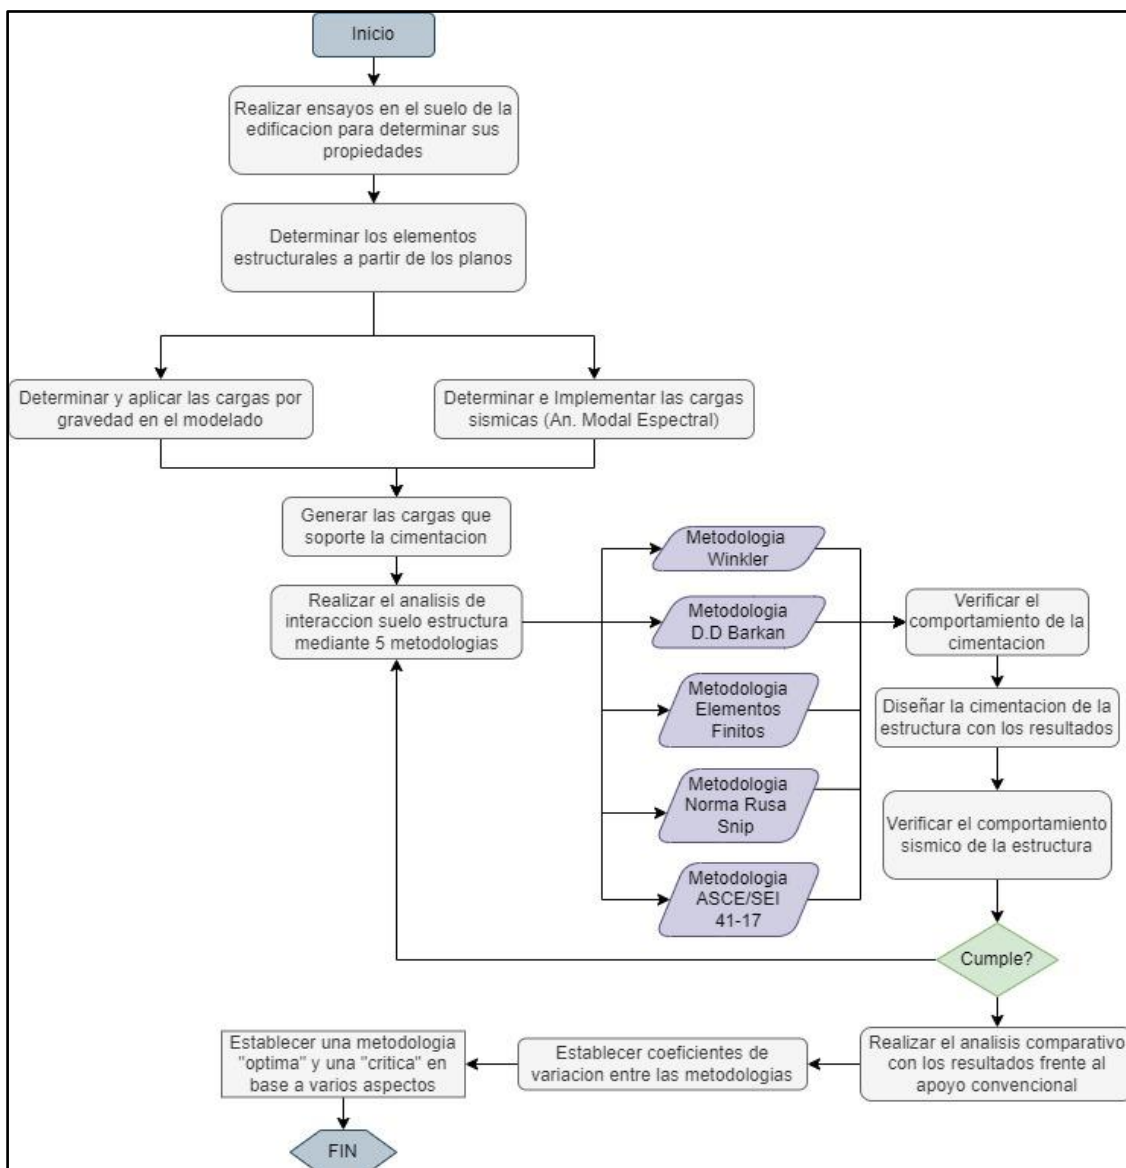 Inicio
Realizar ensayos en el suelo de la
edificacion para determinar sus
propiedades
Determinar los elementos
estructurales a partir de los planos
Determinar y aplicar las cargas por
gravedad en el modelado
Determinar e Implementar las cargas
sismicas (An. Modal Espectral)
Generar las cargas que
soporte la cimentacion
Realizar el analisis de
interaccion suelo estructura
mediante 5 metodologias
Metodologia
Winkler
Metodologia
D.D Barkan
Metodologia
Elementos
Finitos
Metodologia
Norma Rusa
Snip
Metodologia
ASCE/SEI
41-17
Verificar el
comportamiento de la
cimentacion
Diseñar la cimentacion de la
estructura con los resultados
Verificar el comportamiento
sismico de la estructura
Cumple?
Realizar el analisis comparativo
con los resultados frente al
apoyo convencional
Establecer coeficientes de
variacion entre las metodologias
Establecer una metodologia
"optima" y una "critica" en
base a varios aspectos
FIN